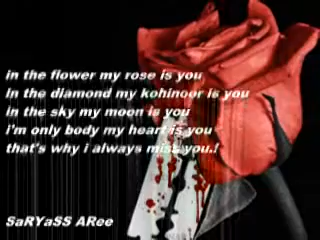 in the flower my rose is you
In the diamond my kohinoor is you
in the sky my moon is you
i'm only body my heart is you
that's why i always miss you.!
SaRYaSS ARee